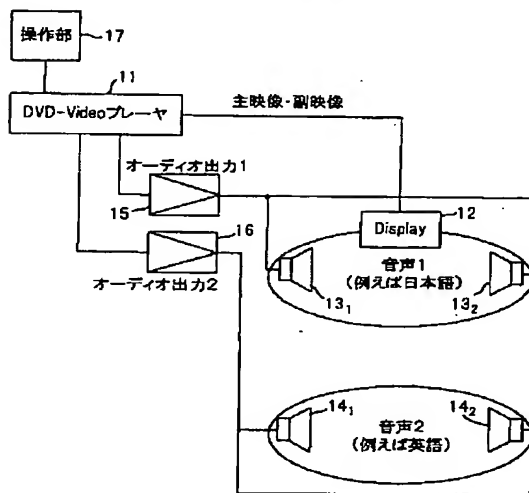 操作部
17
11
DVD-Videoプレーヤ
主映像・副映像
オーディオ出力1
15
16
オーディオ出力2
12
Display
音声1
(例えば日本語)
13₁
13₂
音声2
(例えば英語)
14₁
14₂